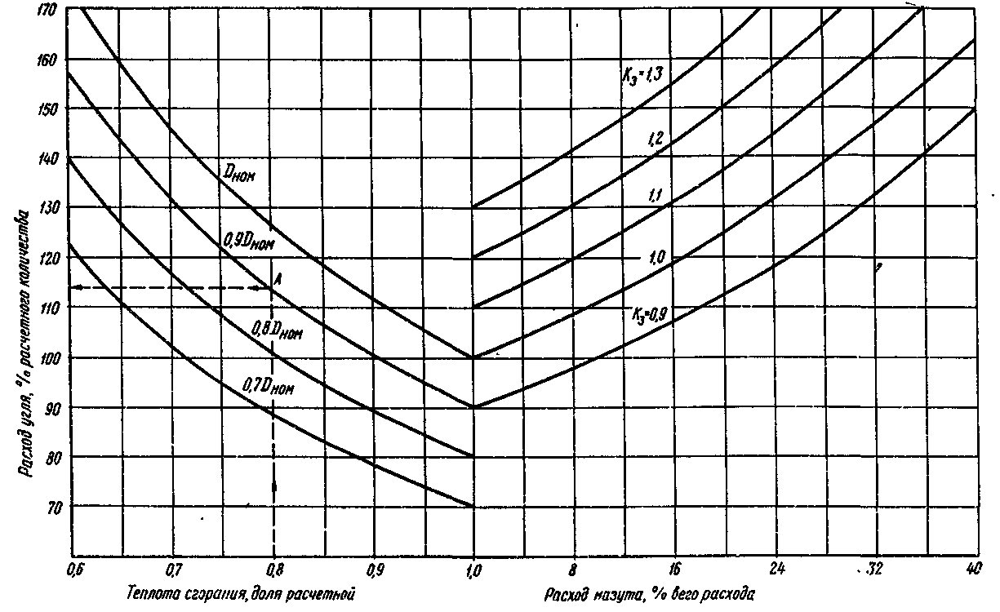 170
160
150
140
130
120
110
100
90
80
70
Расход угля, % расчетного количества
Dном
0,9Dном
A
0,8Dном
0,7Dном
Kз=1,3
1,2
1,1
1,0
Kз=0,9
0,6 0,7 0,8 0,9 1,0 8 16 24 32 40
Теплота сгорания, доля расчетной
Расход мазута, % вего расхода